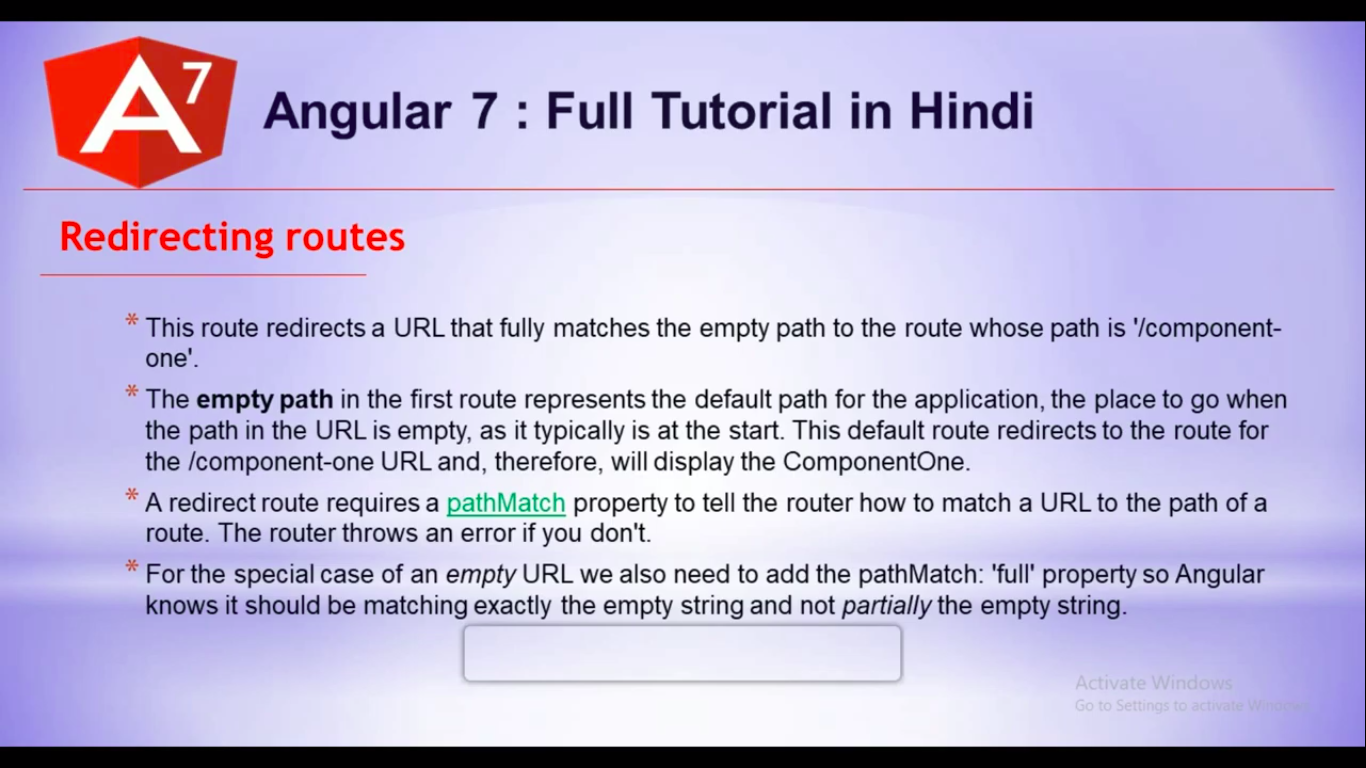 A7
Angular 7 : Full Tutorial in Hindi
Redirecting routes
* This route redirects a URL that fully matches the empty path to the route whose path is '/component-
one'.
* The empty path in the first route represents the default path for the application, the place to go when
the path in the URL is empty, as it typically is at the start. This default route redirects to the route for
the /component-one URL and, therefore, will display the ComponentOne.
* A redirect route requires a pathMatch property to tell the router how to match a URL to the path of a
route. The router throws an error if you don't.
* For the special case of an empty URL we also need to add the pathMatch: 'full' property so Angular
knows it should be matching exactly the empty string and not partially the empty string.
Activate Windows
Go to Settings to activate Windows.